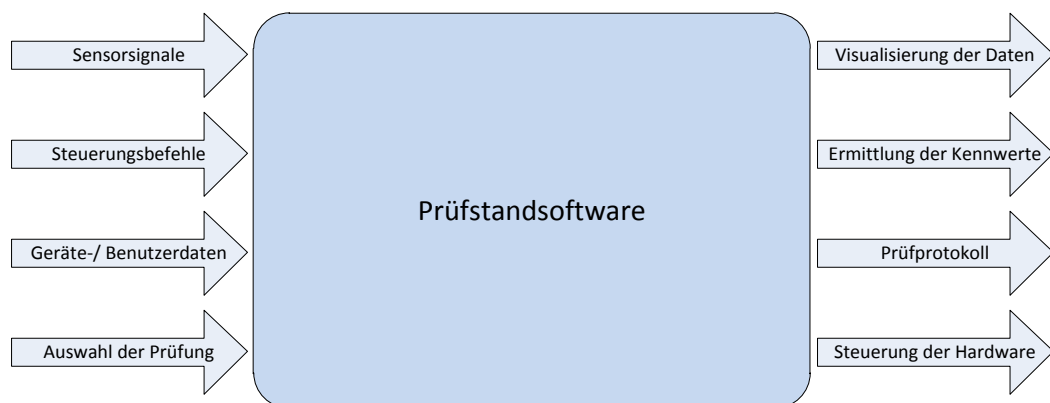 Sensorsignale
Steuerungsbefehle
Geräte-/ Benutzerdaten
Auswahl der Prüfung
Prüfstandsoftware
Visualisierung der Daten
Ermittlung der Kennwerte
Prüfprotokoll
Steuerung der Hardware